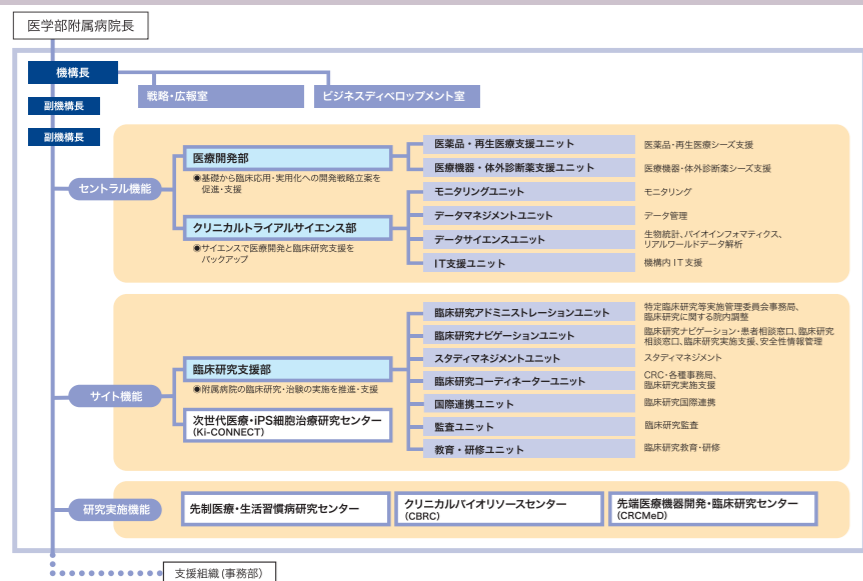 医学部附属病院長
機構長
戦略・広報室
ビジネスディベロップメント室
副機構長
副機構長
セントラル機能
医療開発部
◉基礎から臨床応用・実用化への開発戦略立案を
促進・支援
医薬品・再生医療支援ユニット
医薬品・再生医療シーズ支援
医療機器・体外診断薬支援ユニット
医療機器・体外診断薬シーズ支援
クリニカルトライアルサイエンス部
◉サイエンスで医療開発と臨床研究支援を
バックアップ
モニタリングユニット
モニタリング
データマネジメントユニット
データ管理
データサイエンスユニット
生物統計、バイオインフォマティクス、
リアルワールドデータ解析
IT支援ユニット
機構内IT支援
サイト機能
臨床研究支援部
◉附属病院の臨床研究・治験の実施を推進・支援
次世代医療・iPS細胞治療研究センター
(Ki-CONNECT)
臨床研究アドミニストレーションユニット
特定臨床研究等実施管理委員会事務局、
臨床研究に関する院内調整
臨床研究ナビゲーションユニット
臨床研究ナビゲーション・患者相談窓口、臨床研究
相談窓口、臨床研究実施支援、安全性情報管理
スタディマネジメントユニット
スタディマネジメント
臨床研究コーディネーターユニット
CRC・各種事務局、
臨床研究実施支援
国際連携ユニット
臨床研究国際連携
監査ユニット
臨床研究監査
教育・研修ユニット
臨床研究教育・研修
研究実施機能
先制医療・生活習慣病研究センター
クリニカルバイオリソースセンター
(CBRC)
先端医療機器開発・臨床研究センター
(CRCMeD)
支援組織(事務部)